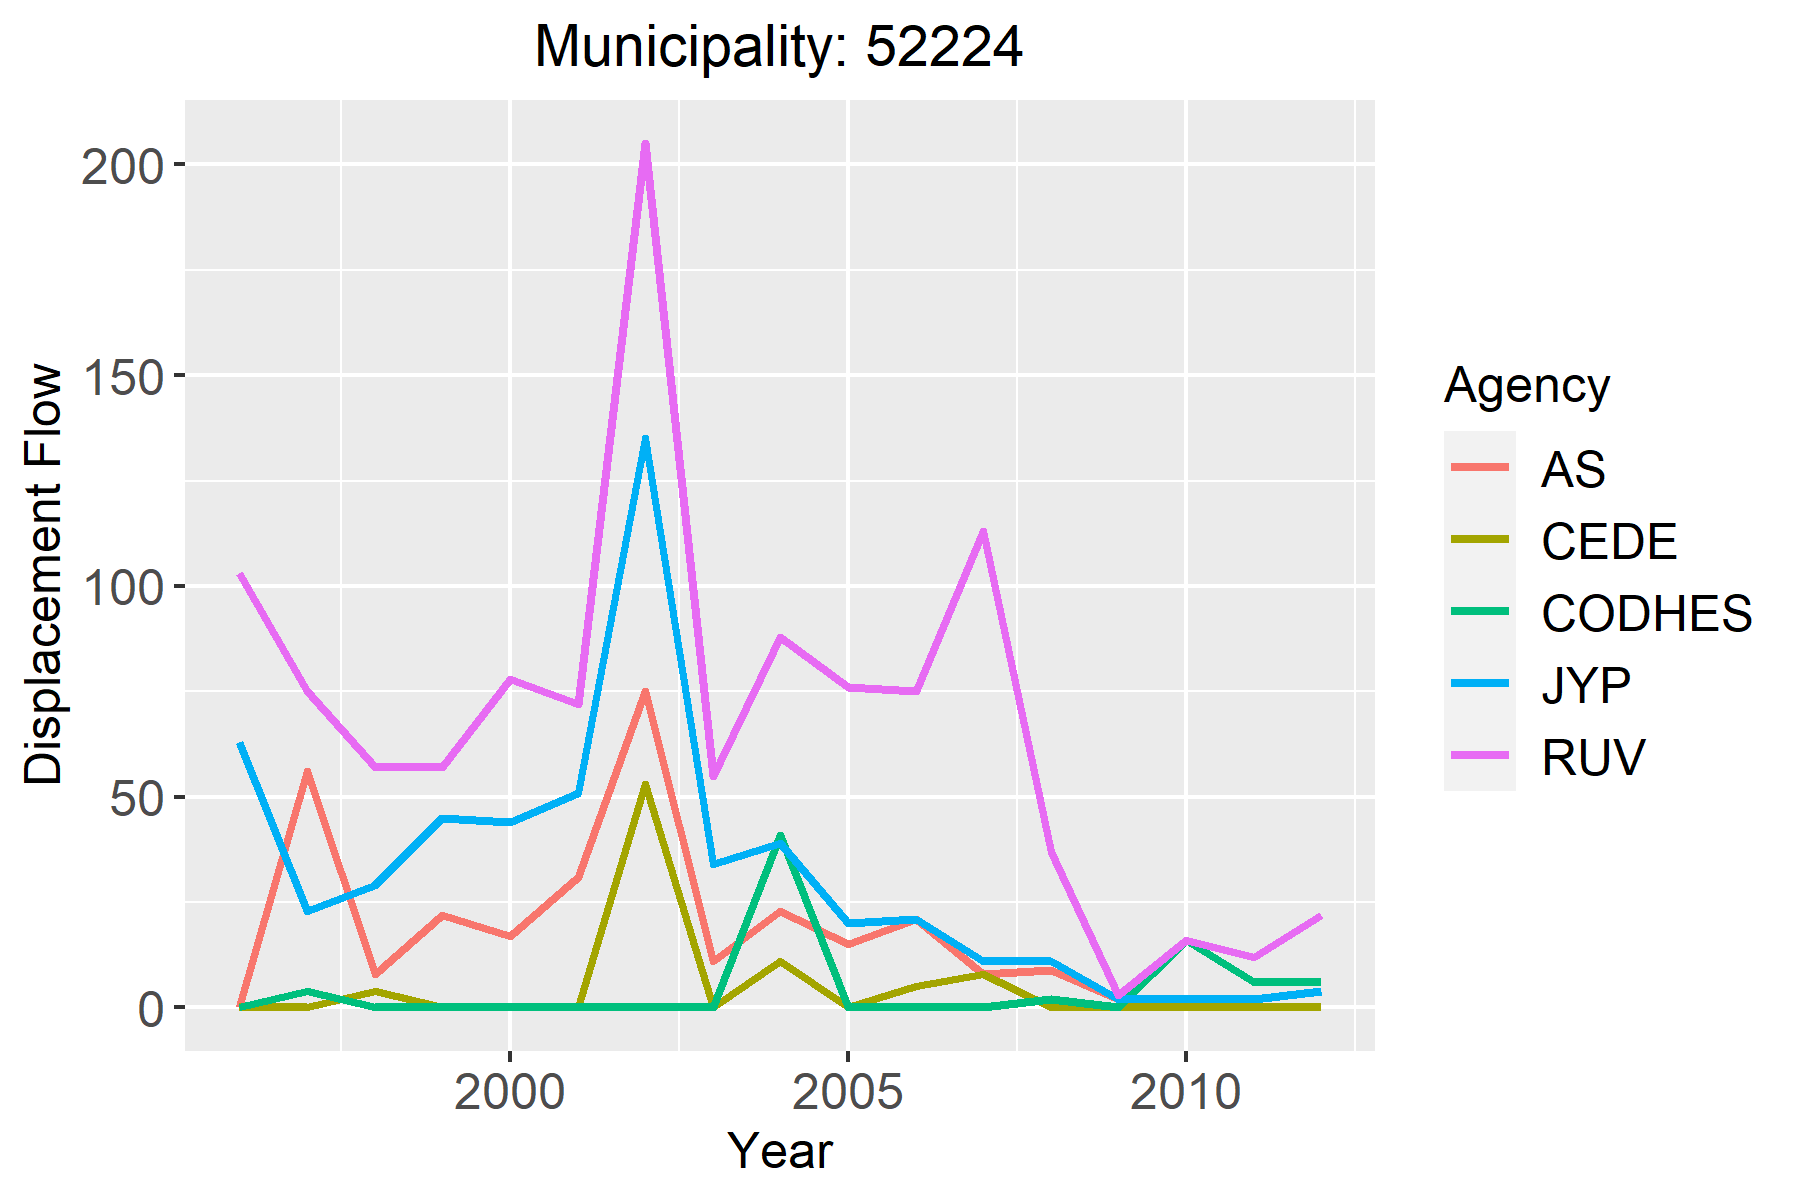 Municipality: 52224
Displacement Flow
200
150
100
50
0
2000
2005
2010
Year
Agency
AS
CEDE
CODHES
JYP
RUV